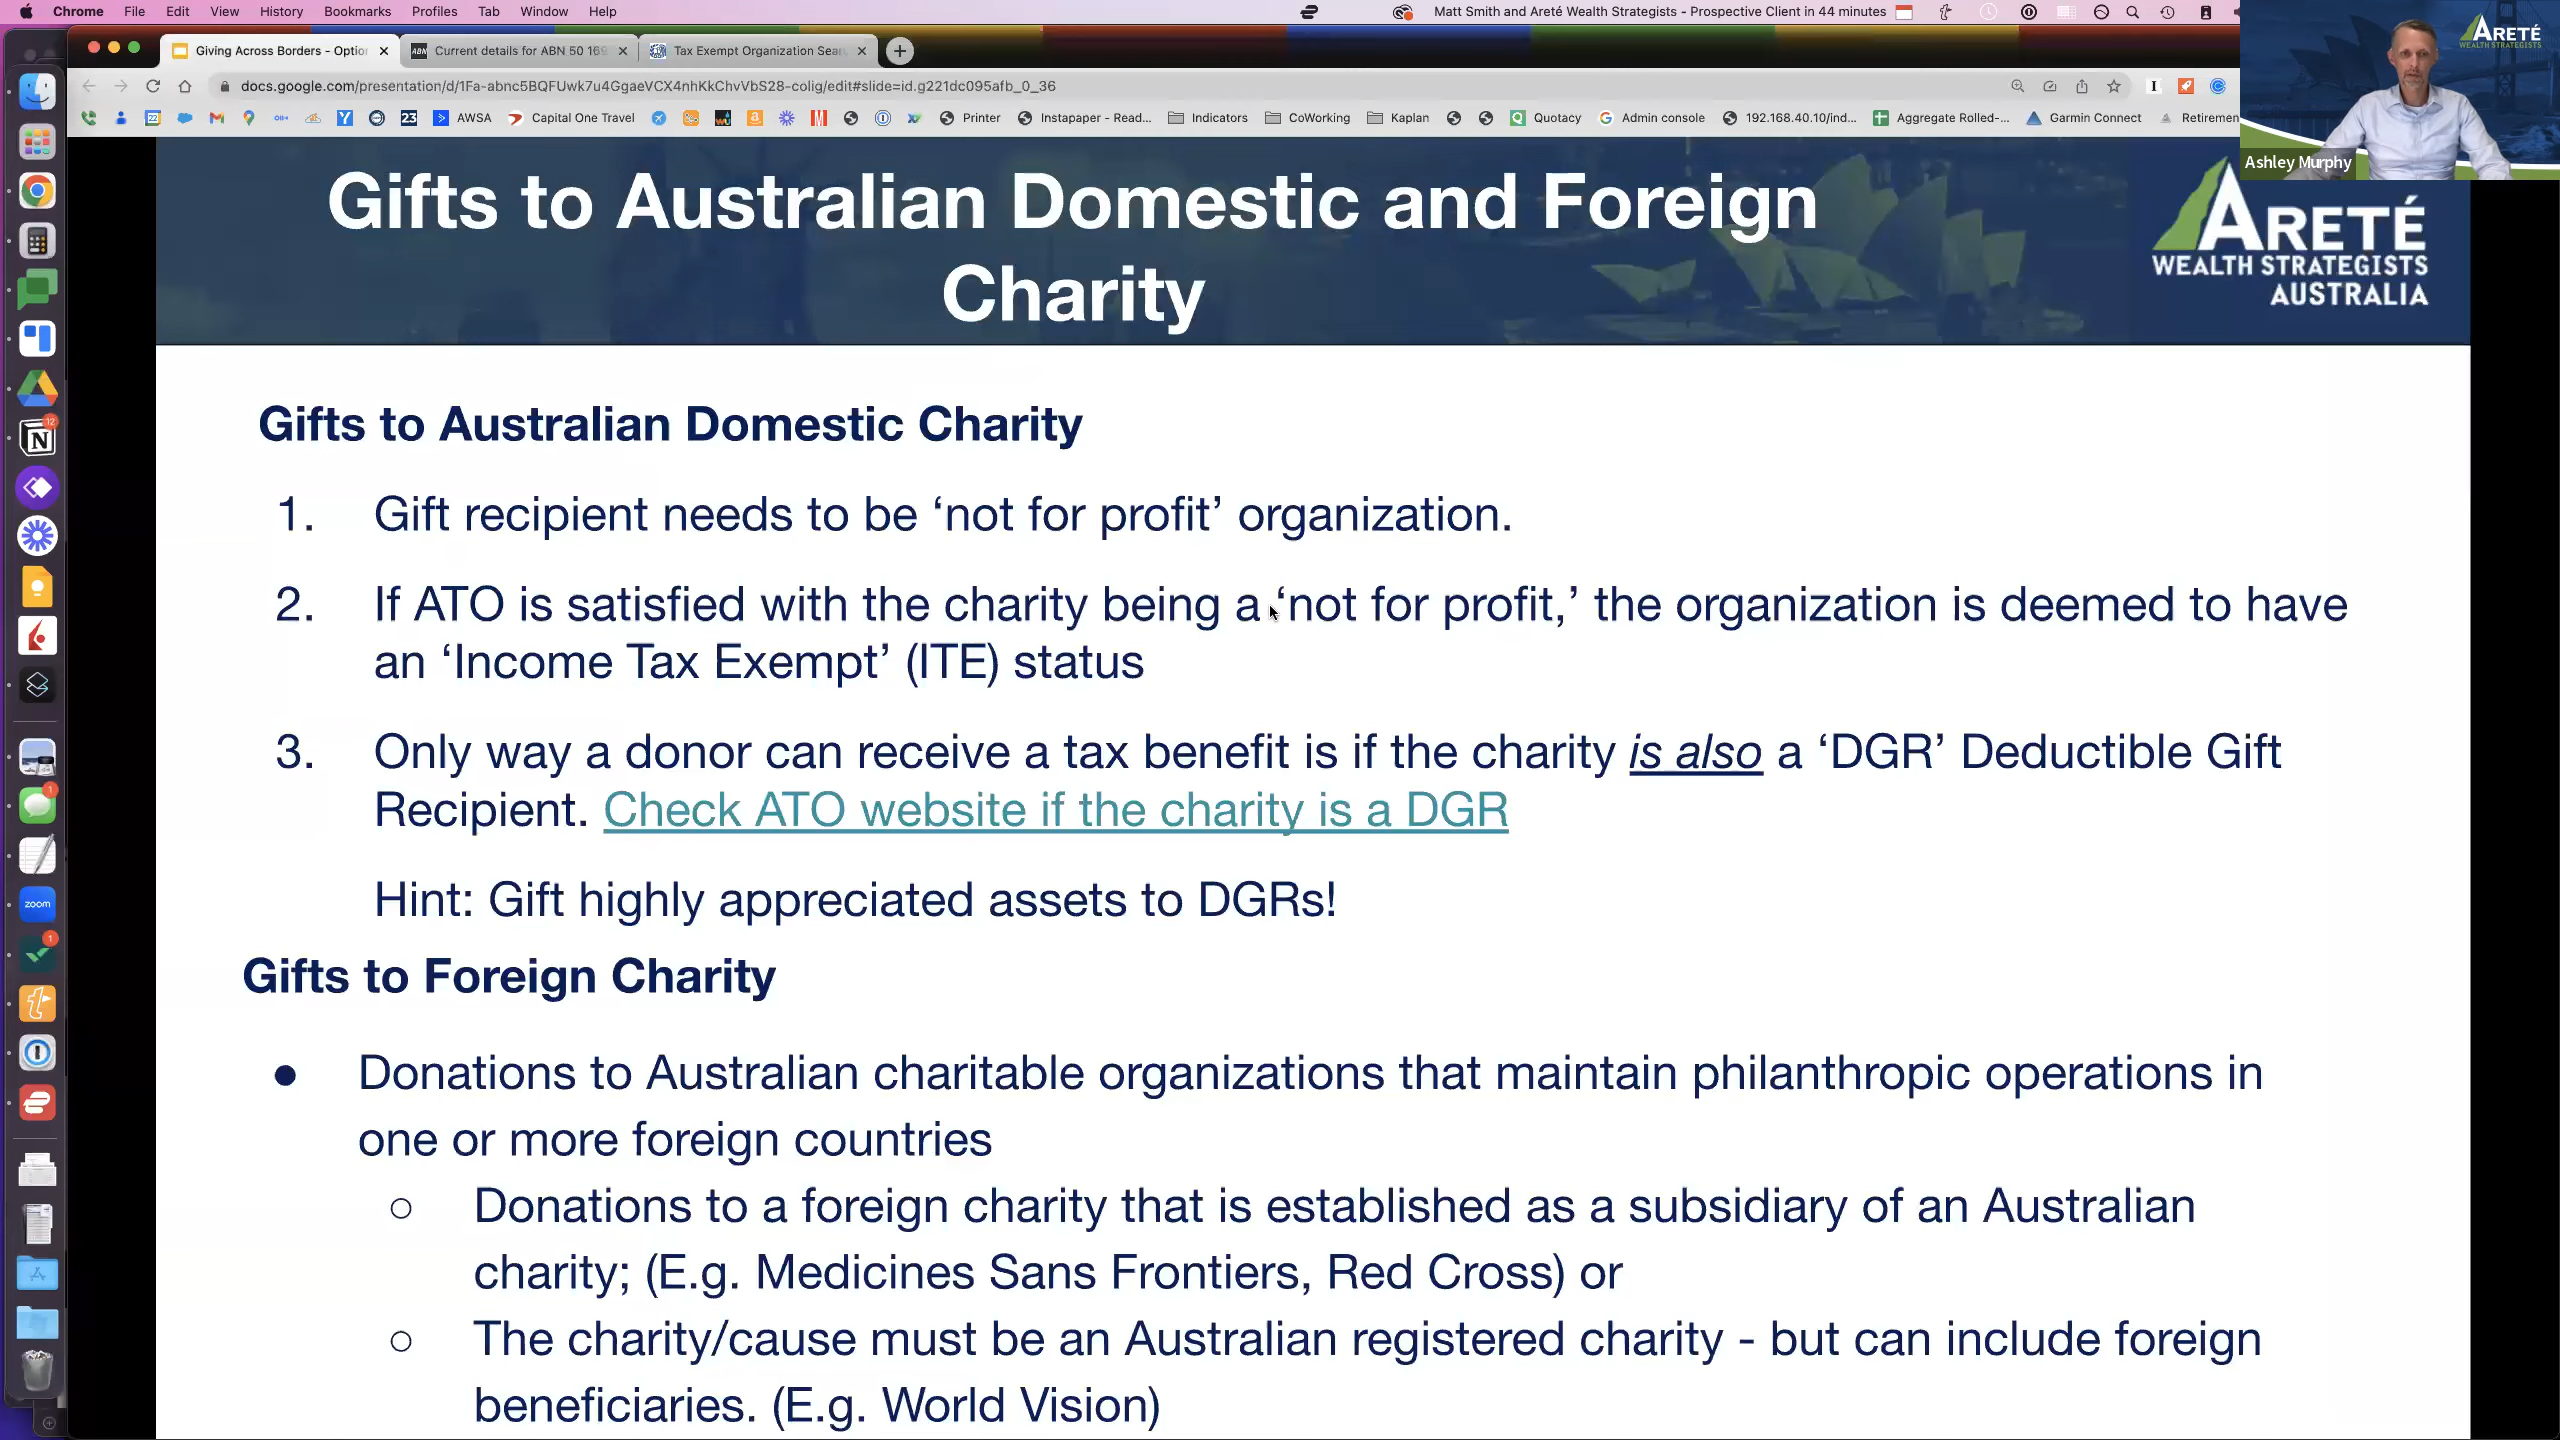 Chrome File Edit View History Bookmarks Profiles Tab Window Help
Matt Smith and Areté Wealth Strategists - Prospective Client in 44 minutes
Giving Across Borders - Optio
Current details for ABN 50 169
Tax Exempt Organization Sear
docs.google.com/presentation/d/1Fa-abnc5BQFUwk7u4GgaeVCX4nhKkChvVbS28-colig/edit#slide=id.g221dc095afb_0_36
AWSA Capital One Travel Printer Instapaper - Read... Indicators CoWorking Kaplan Quotacy Admin console 192.168.40.10/ind... Aggregate Rolled-... Garmin Connect Retiremen
ARETÉ
WEALTH STRATEGISTS
Ashley Murphy
Gifts to Australian Domestic and Foreign
Charity
ARETÉ
WEALTH STRATEGISTS
AUSTRALIA
Gifts to Australian Domestic Charity
1. Gift recipient needs to be ‘not for profit’ organization.
2. If ATO is satisfied with the charity being a ‘not for profit,’ the organization is deemed to have
an ‘Income Tax Exempt’ (ITE) status
3. Only way a donor can receive a tax benefit is if the charity is also a ‘DGR’ Deductible Gift
Recipient. Check ATO website if the charity is a DGR
Hint: Gift highly appreciated assets to DGRs!
Gifts to Foreign Charity
● Donations to Australian charitable organizations that maintain philanthropic operations in
one or more foreign countries
○ Donations to a foreign charity that is established as a subsidiary of an Australian
charity; (E.g. Medicines Sans Frontiers, Red Cross) or
○ The charity/cause must be an Australian registered charity - but can include foreign
beneficiaries. (E.g. World Vision)
12
1
zoom
1